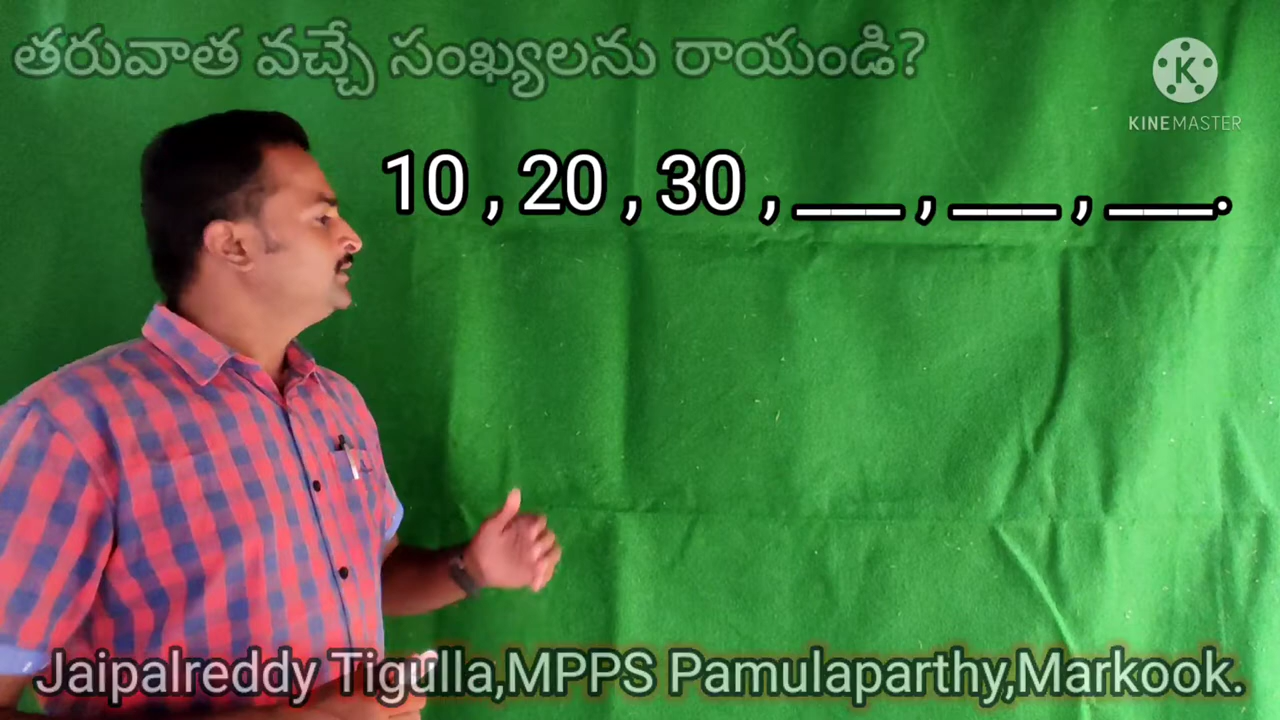 తరువాత వచ్చే సంఖ్యలను రాయండి?
KINEMASTER
10 , 20 , 30 , ___ , ___ , ___.
Jaipalreddy Tigulla,MPPS Pamulaparthy,Markook.